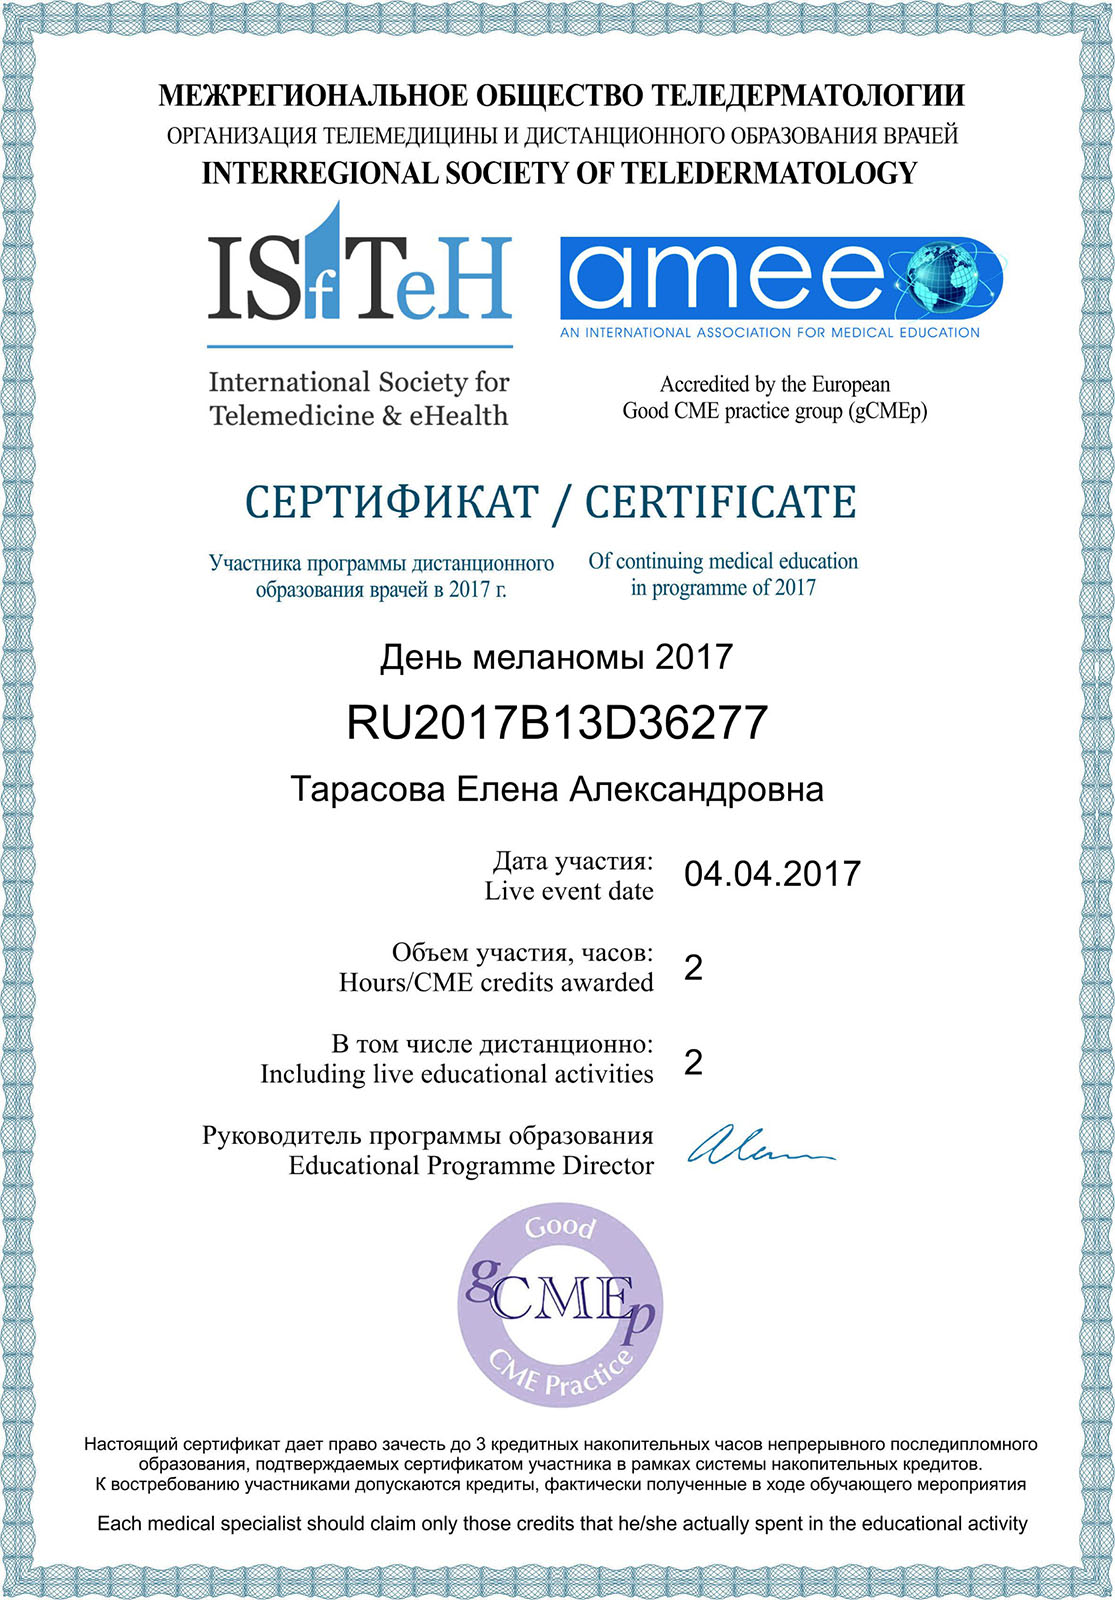 МЕЖРЕГИОНАЛЬНОЕ ОБЩЕСТВО ТЕЛЕДЕРМАТОЛОГИИ
ОРГАНИЗАЦИЯ ТЕЛЕМЕДИЦИНЫ И ДИСТАНЦИОННОГО ОБРАЗОВАНИЯ ВРАЧЕЙ
INTERREGIONAL SOCIETY OF TELEDERMATOLOGY
ISfTeH
International Society for
Telemedicine & eHealth
amee
AN INTERNATIONAL ASSOCIATION FOR MEDICAL EDUCATION
Accredited by the European
Good CME practice group (gCMEp)
СЕРТИФИКАТ / CERTIFICATE
Участника программы дистанционного
образования врачей в 2017 г.
Of continuing medical education
in programme of 2017
День меланомы 2017
RU2017B13D36277
Тарасова Елена Александровна
Дата участия:
Live event date
04.04.2017
Объем участия, часов:
Hours/CME credits awarded
2
В том числе дистанционно:
Including live educational activities
2
Руководитель программы образования
Educational Programme Director
Good
gCMEp
CME Practice
Настоящий сертификат дает право зачесть до 3 кредитных накопительных часов непрерывного последипломного
образования, подтверждаемых сертификатом участника в рамках системы накопительных кредитов.
К востребованию участниками допускаются кредиты, фактически полученные в ходе обучающего мероприятия
Each medical specialist should claim only those credits that he/she actually spent in the educational activity